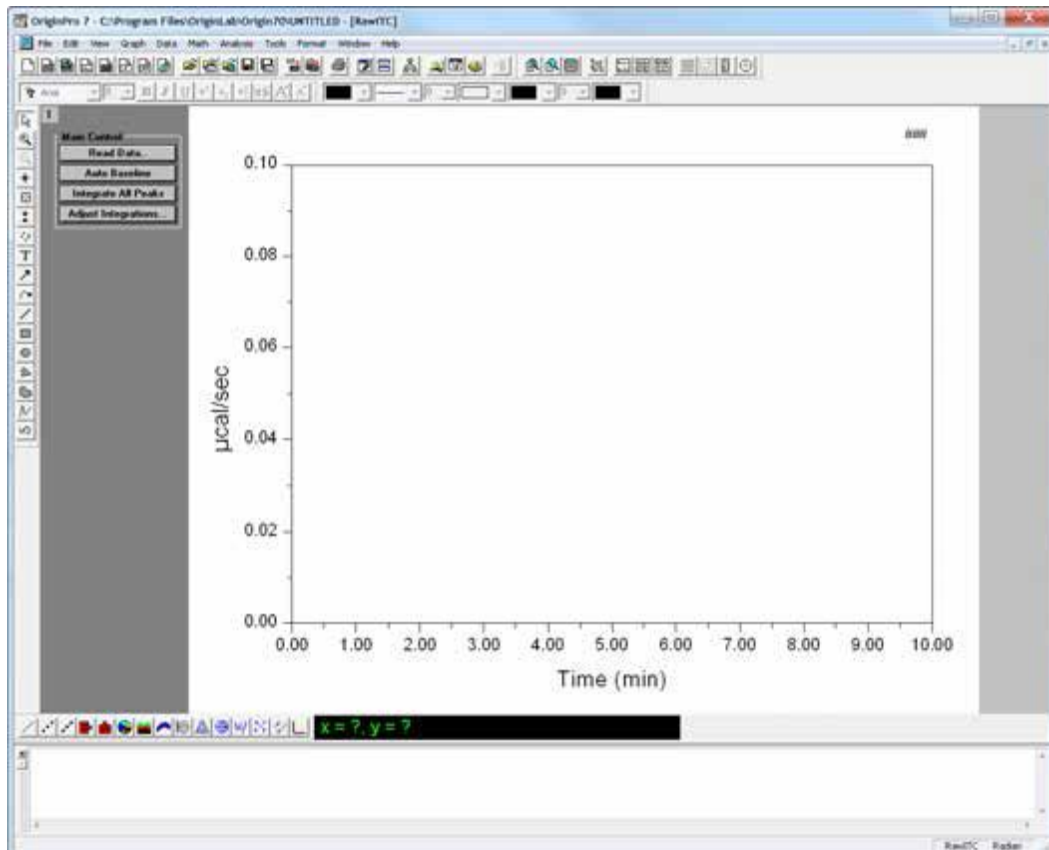 OriginPro 7 - C:\Program Files\OriginLab\Origin70\UNTITLED - [RawITC]
File Edit View Graph Data Math Analysis Tools Format Window Help
Arial
1
Main Control
Read Data..
Auto Baseline
Integrate All Peaks
Adjust Integrations...
###
0.10
0.08
0.06
0.04
0.02
0.00
µcal/sec
0.00 1.00 2.00 3.00 4.00 5.00 6.00 7.00 8.00 9.00 10.00
Time (min)
x = ?, y = ?
RawITC Radian